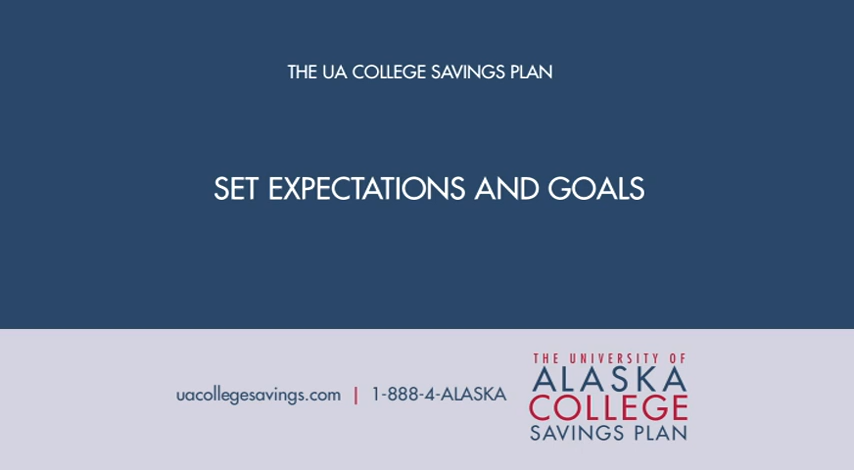 THE UA COLLEGE SAVINGS PLAN
SET EXPECTATIONS AND GOALS
uacollegesavings.com | 1-888-4-ALASKA
THE UNIVERSITY OF
ALASKA
COLLEGE
SAVINGS PLAN